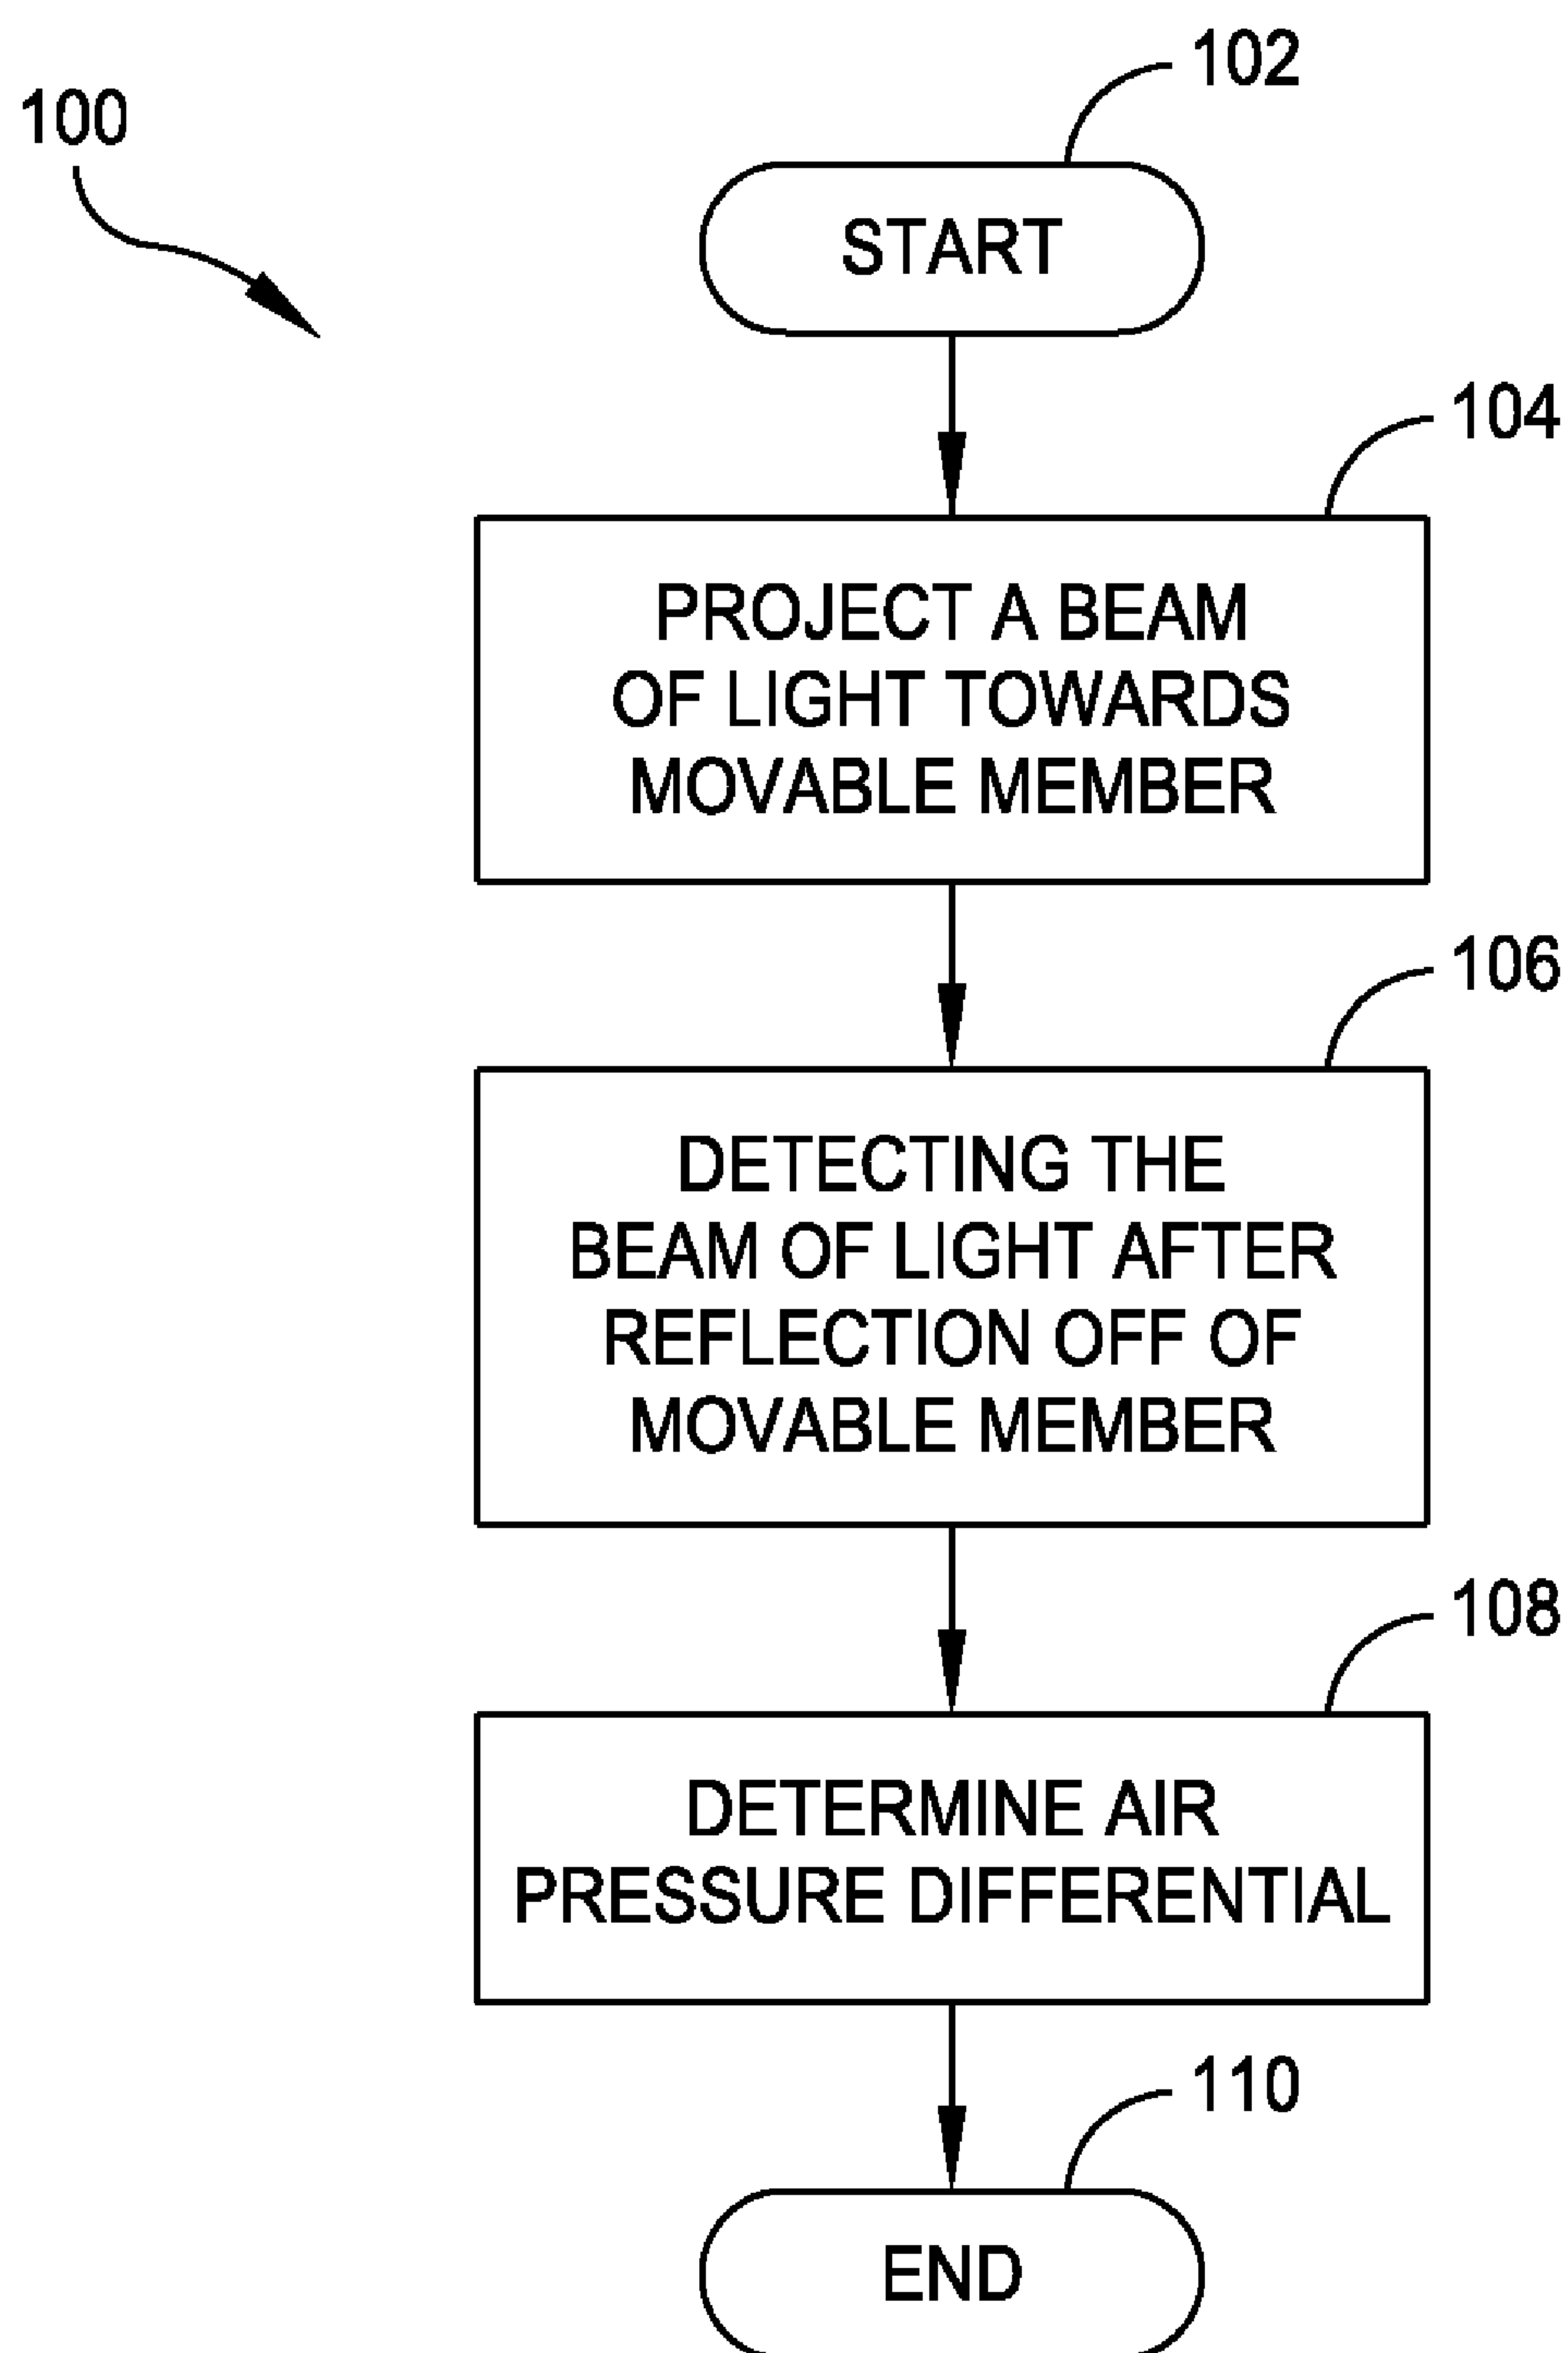 100
102
START
104
PROJECT A BEAM
OF LIGHT TOWARDS
MOVABLE MEMBER
106
DETECTING THE
BEAM OF LIGHT AFTER
REFLECTION OFF OF
MOVABLE MEMBER
108
DETERMINE AIR
PRESSURE DIFFERENTIAL
110
END